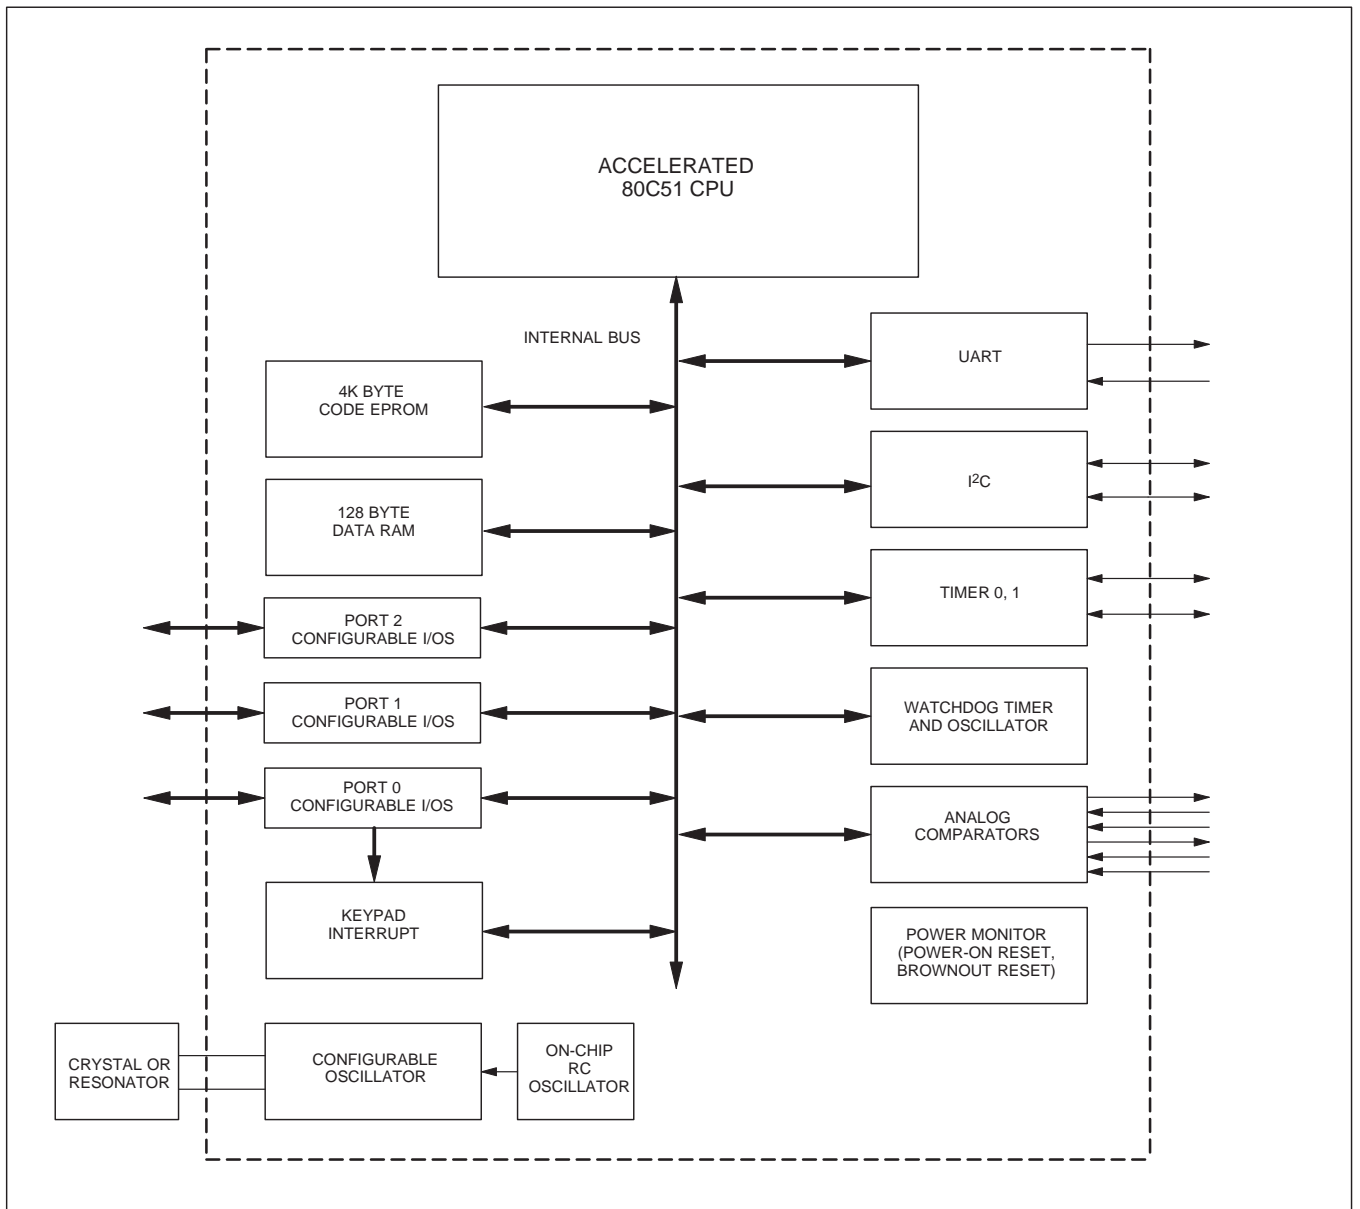 ACCELERATED
80C51 CPU
INTERNAL BUS
4K BYTE
CODE EPROM
128 BYTE
DATA RAM
PORT 2
CONFIGURABLE I/OS
PORT 1
CONFIGURABLE I/OS
PORT 0
CONFIGURABLE I/OS
KEYPAD
INTERRUPT
CRYSTAL OR
RESONATOR
CONFIGURABLE
OSCILLATOR
ON-CHIP
RC
OSCILLATOR
UART
I²C
TIMER 0, 1
WATCHDOG TIMER
AND OSCILLATOR
ANALOG
COMPARATORS
POWER MONITOR
(POWER-ON RESET,
BROWNOUT RESET)